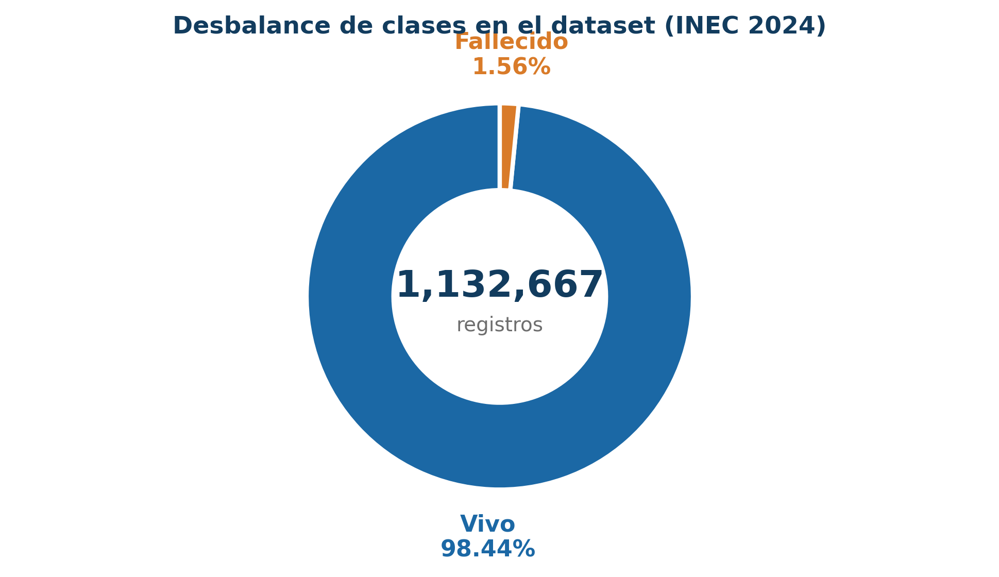 Desbalance de clases en el dataset (INEC 2024)
Fallecido
1.56%
1,132,667
registros
Vivo
98.44%